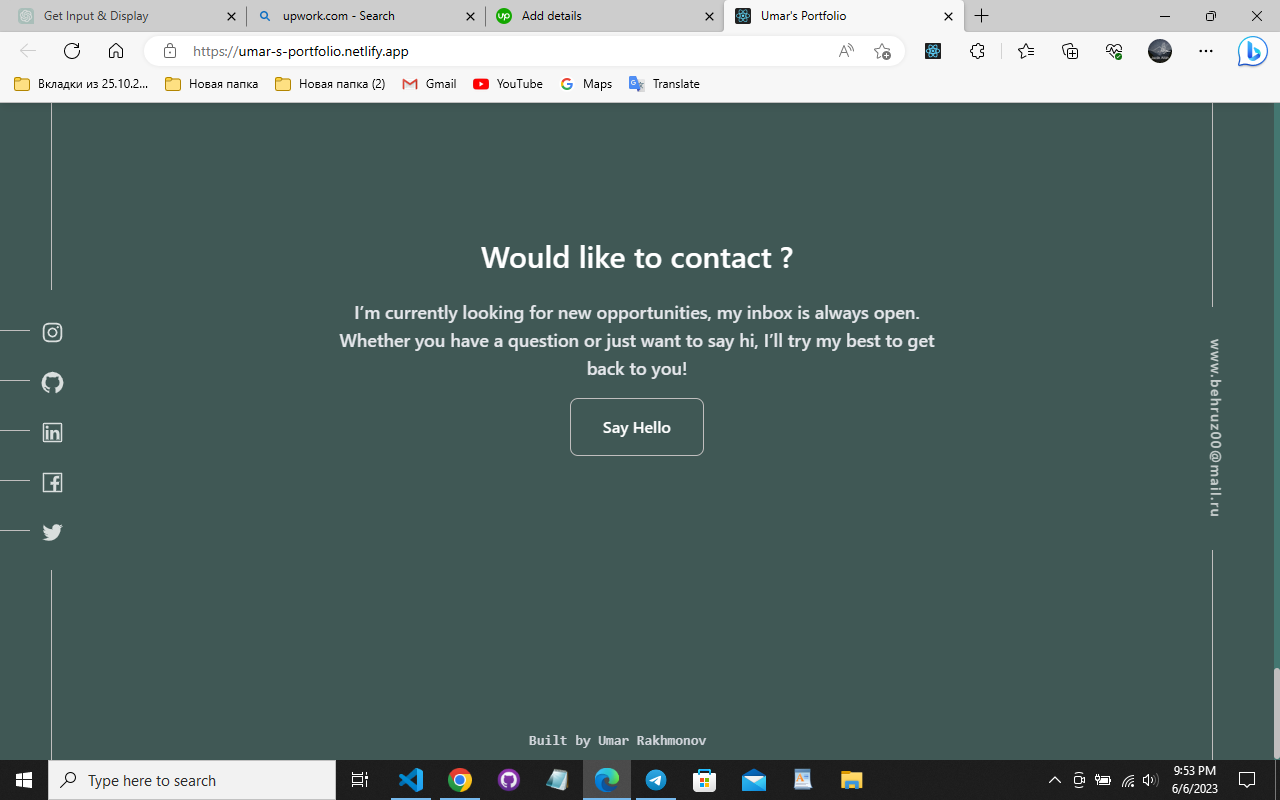 Get Input & Display
upwork.com - Search
Add details
Umar's Portfolio
https://umar-s-portfolio.netlify.app
Вкладки из 25.10.2...
Новая папка
Новая папка (2)
Gmail
YouTube
Maps
Translate
Would like to contact ?
I’m currently looking for new opportunities, my inbox is always open.
Whether you have a question or just want to say hi, I’ll try my best to get
back to you!
Say Hello
www.behruz00@mail.ru
Built by Umar Rakhmonov
Type here to search
9:53 PM
6/6/2023